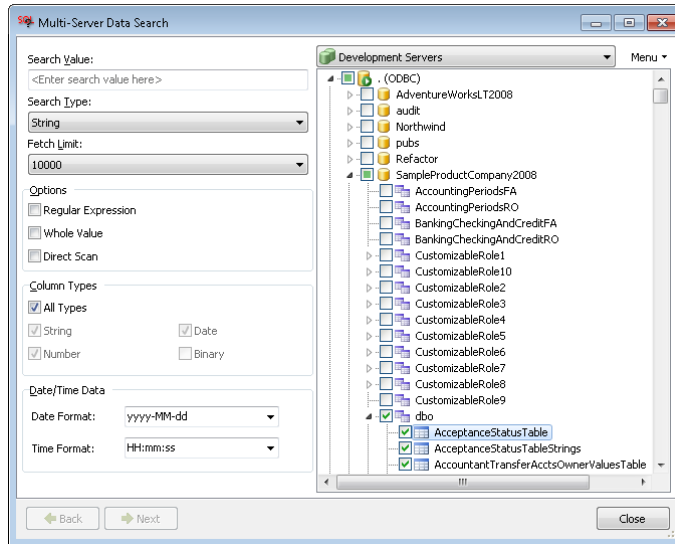 SQL Multi-Server Data Search
Search Value:
<Enter search value here>
Search Type:
String
Fetch Limit:
10000
Options
Regular Expression
Whole Value
Direct Scan
Column Types
All Types
String
Date
Number
Binary
Date/Time Data
Date Format:
yyyy-MM-dd
Time Format:
HH:mm:ss
Development Servers
Menu
. (ODBC)
AdventureWorksLT2008
audit
Northwind
pubs
Refactor
SampleProductCompany2008
AccountingPeriodsFA
AccountingPeriodsRO
BankingCheckingAndCreditFA
BankingCheckingAndCreditRO
CustomizableRole1
CustomizableRole10
CustomizableRole2
CustomizableRole3
CustomizableRole4
CustomizableRole5
CustomizableRole6
CustomizableRole7
CustomizableRole8
CustomizableRole9
dbo
AcceptanceStatusTable
AcceptanceStatusTableStrings
AccountantTransferAcctsOwnerValuesTable
Back
Next
Close